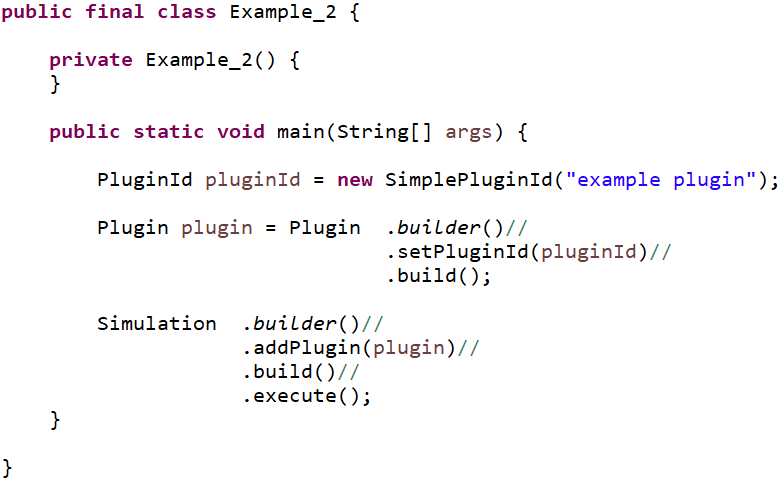 public final class Example_2 {
    private Example_2() {
    }
    public static void main(String[] args) {
        PluginId pluginId = new SimplePluginId("example plugin");
        Plugin plugin = Plugin  .builder()//
                                .setPluginId(pluginId)//
                                .build();
        Simulation  .builder()//
                    .addPlugin(plugin)//
                    .build()//
                    .execute();
    }
}